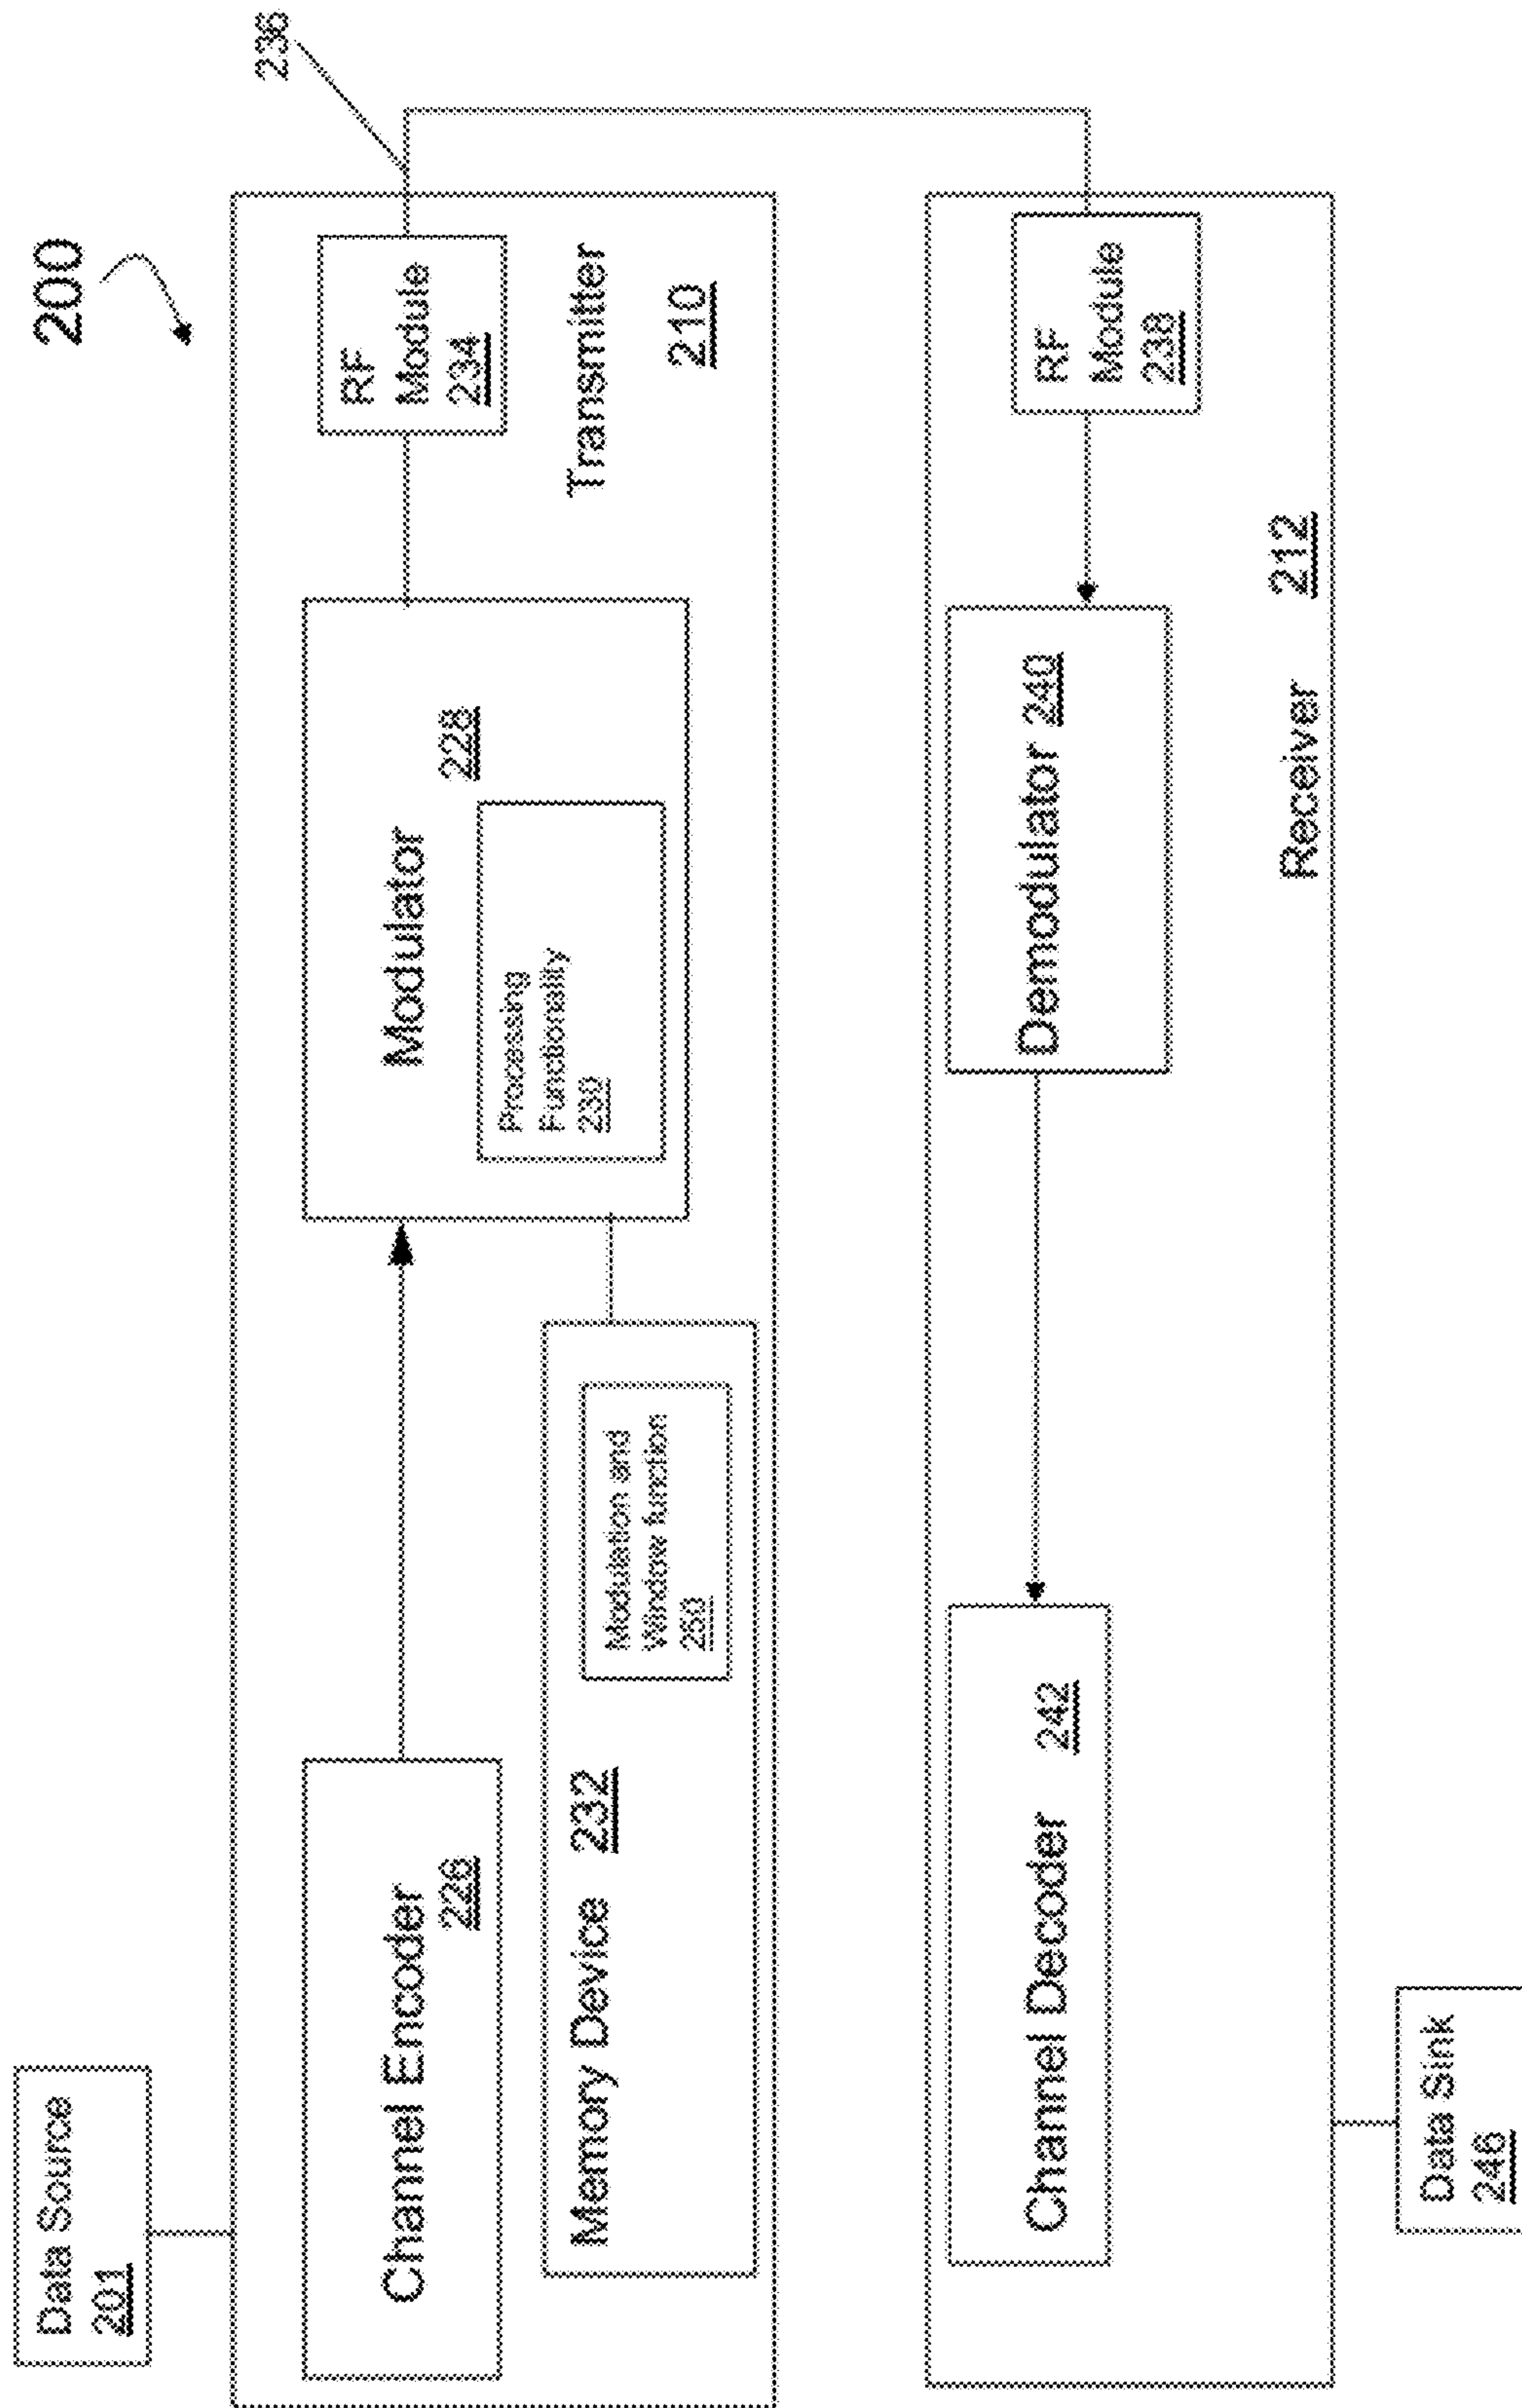 200
Data Source
201
Channel Encoder
226
Modulator
228
Processing
Functionality
230
RF
Module
234
236
Memory Device 232
Modulation and
Window function
250
Transmitter
210
Channel Decoder
242
Demodulator 240
RF
Module
238
Receiver 212
Data Sink
246